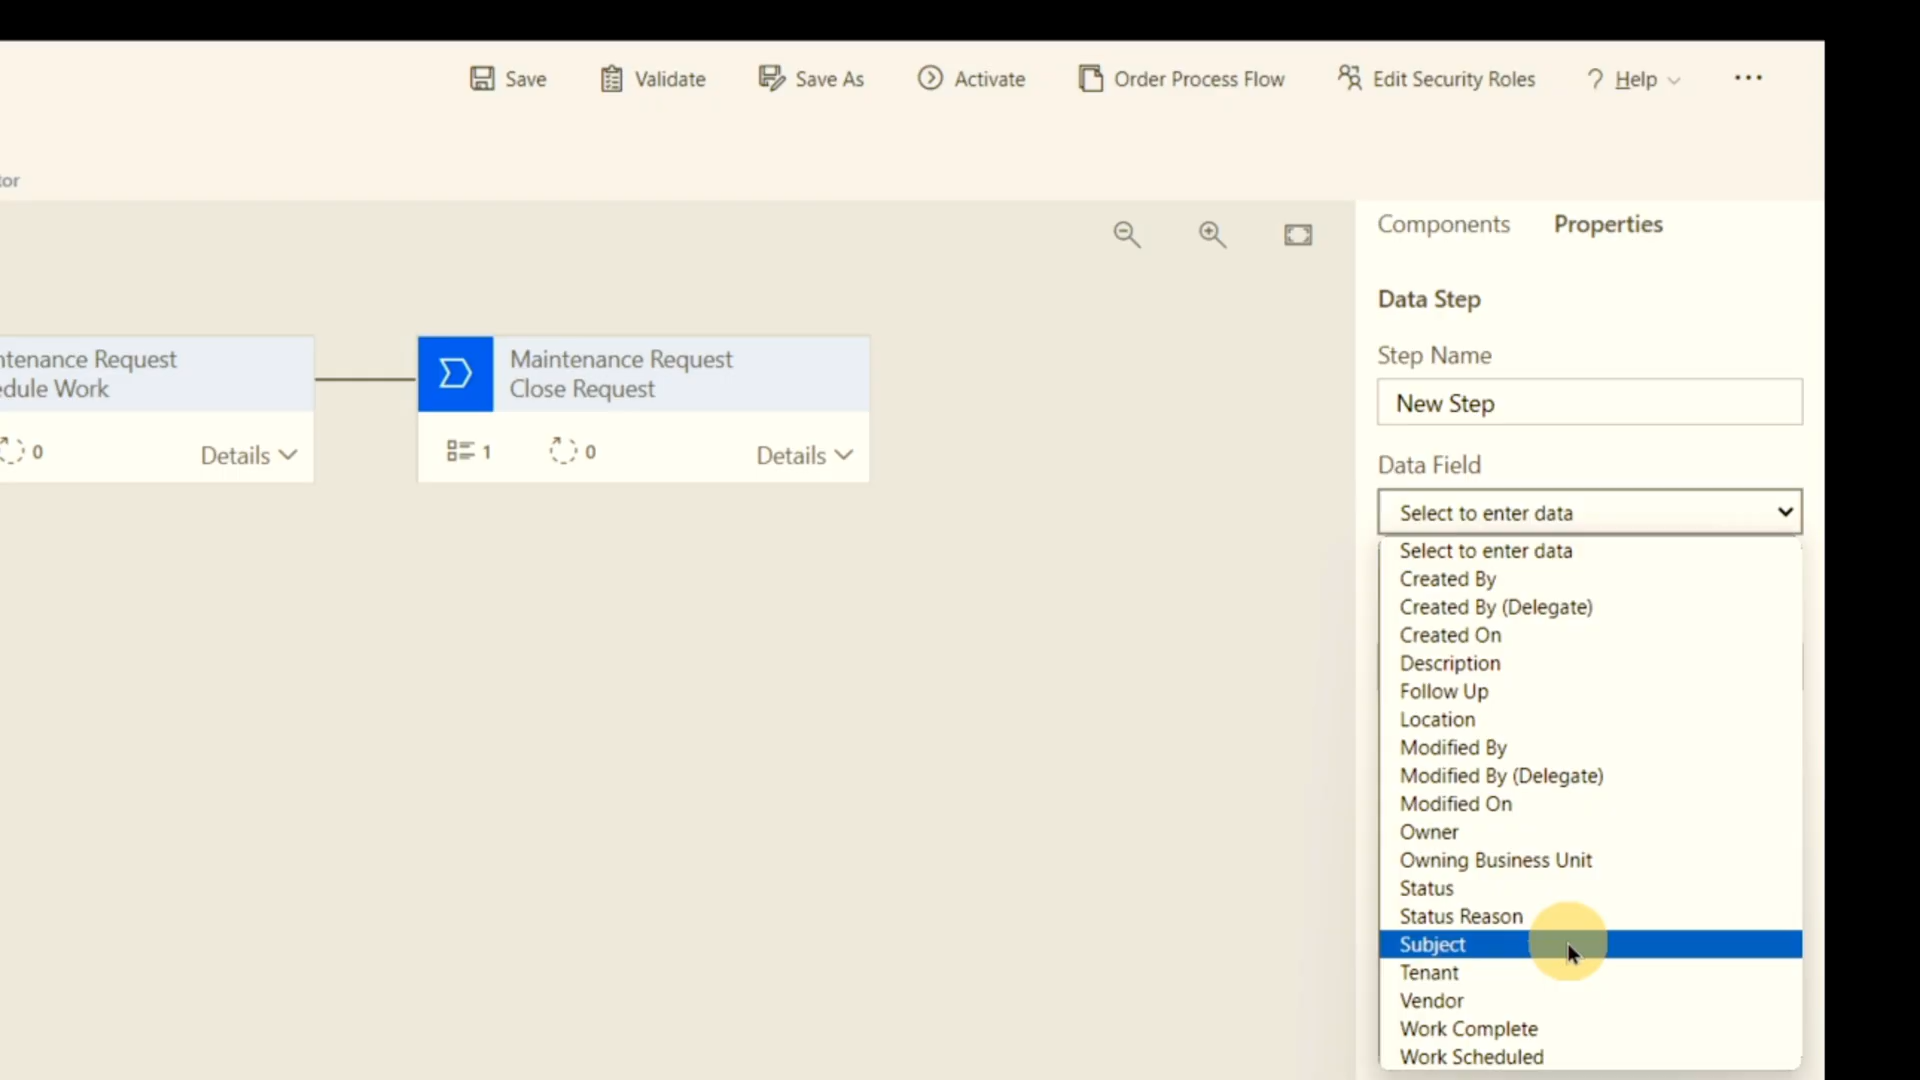 Save
Validate
Save As
Activate
Order Process Flow
Edit Security Roles
? Help
...
tor
Components
Properties
Data Step
Step Name
New Step
Data Field
Select to enter data
Select to enter data
Created By
Created By (Delegate)
Created On
Description
Follow Up
Location
Modified By
Modified By (Delegate)
Modified On
Owner
Owning Business Unit
Status
Status Reason
Subject
Tenant
Vendor
Work Complete
Work Scheduled
ntenance Request
edule Work
0
Details
Maintenance Request
Close Request
1
0
Details